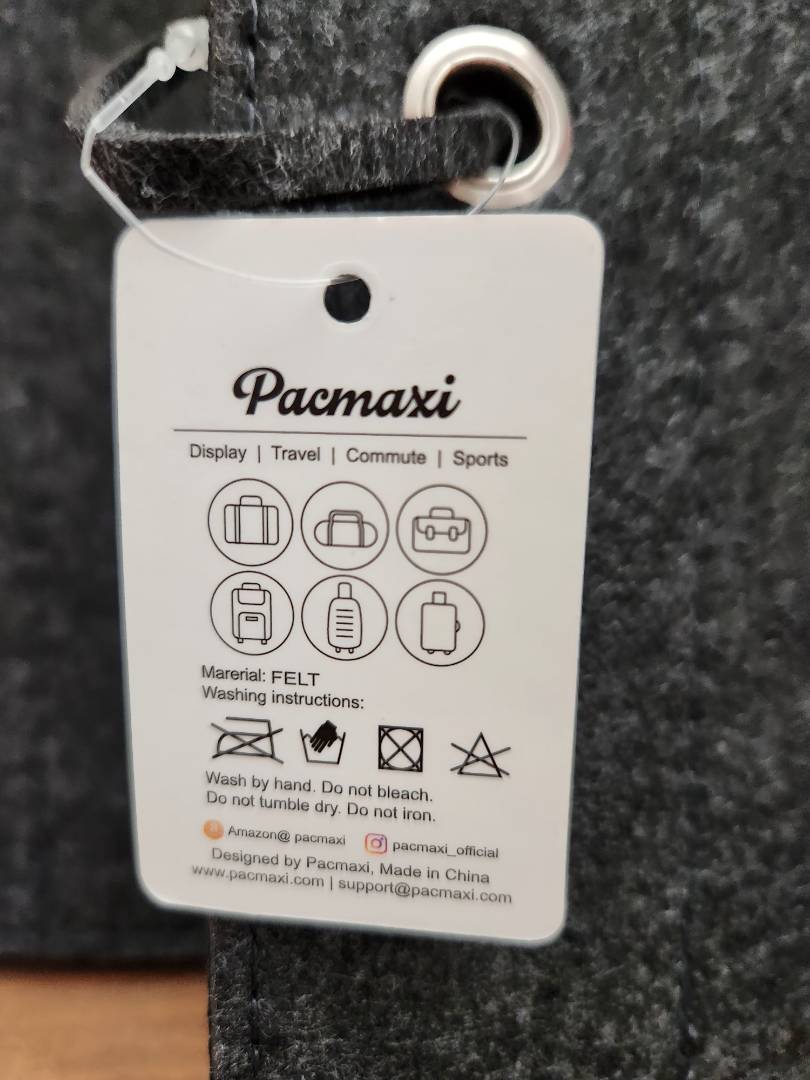 Pacmaxi
Display | Travel | Commute | Sports
Marerial: FELT
Washing instructions:
Wash by hand. Do not bleach.
Do not tumble dry. Do not iron.
Amazon@ pacmaxi pacmaxi_official
Designed by Pacmaxi, Made in China
www.pacmaxi.com | support@pacmaxi.com